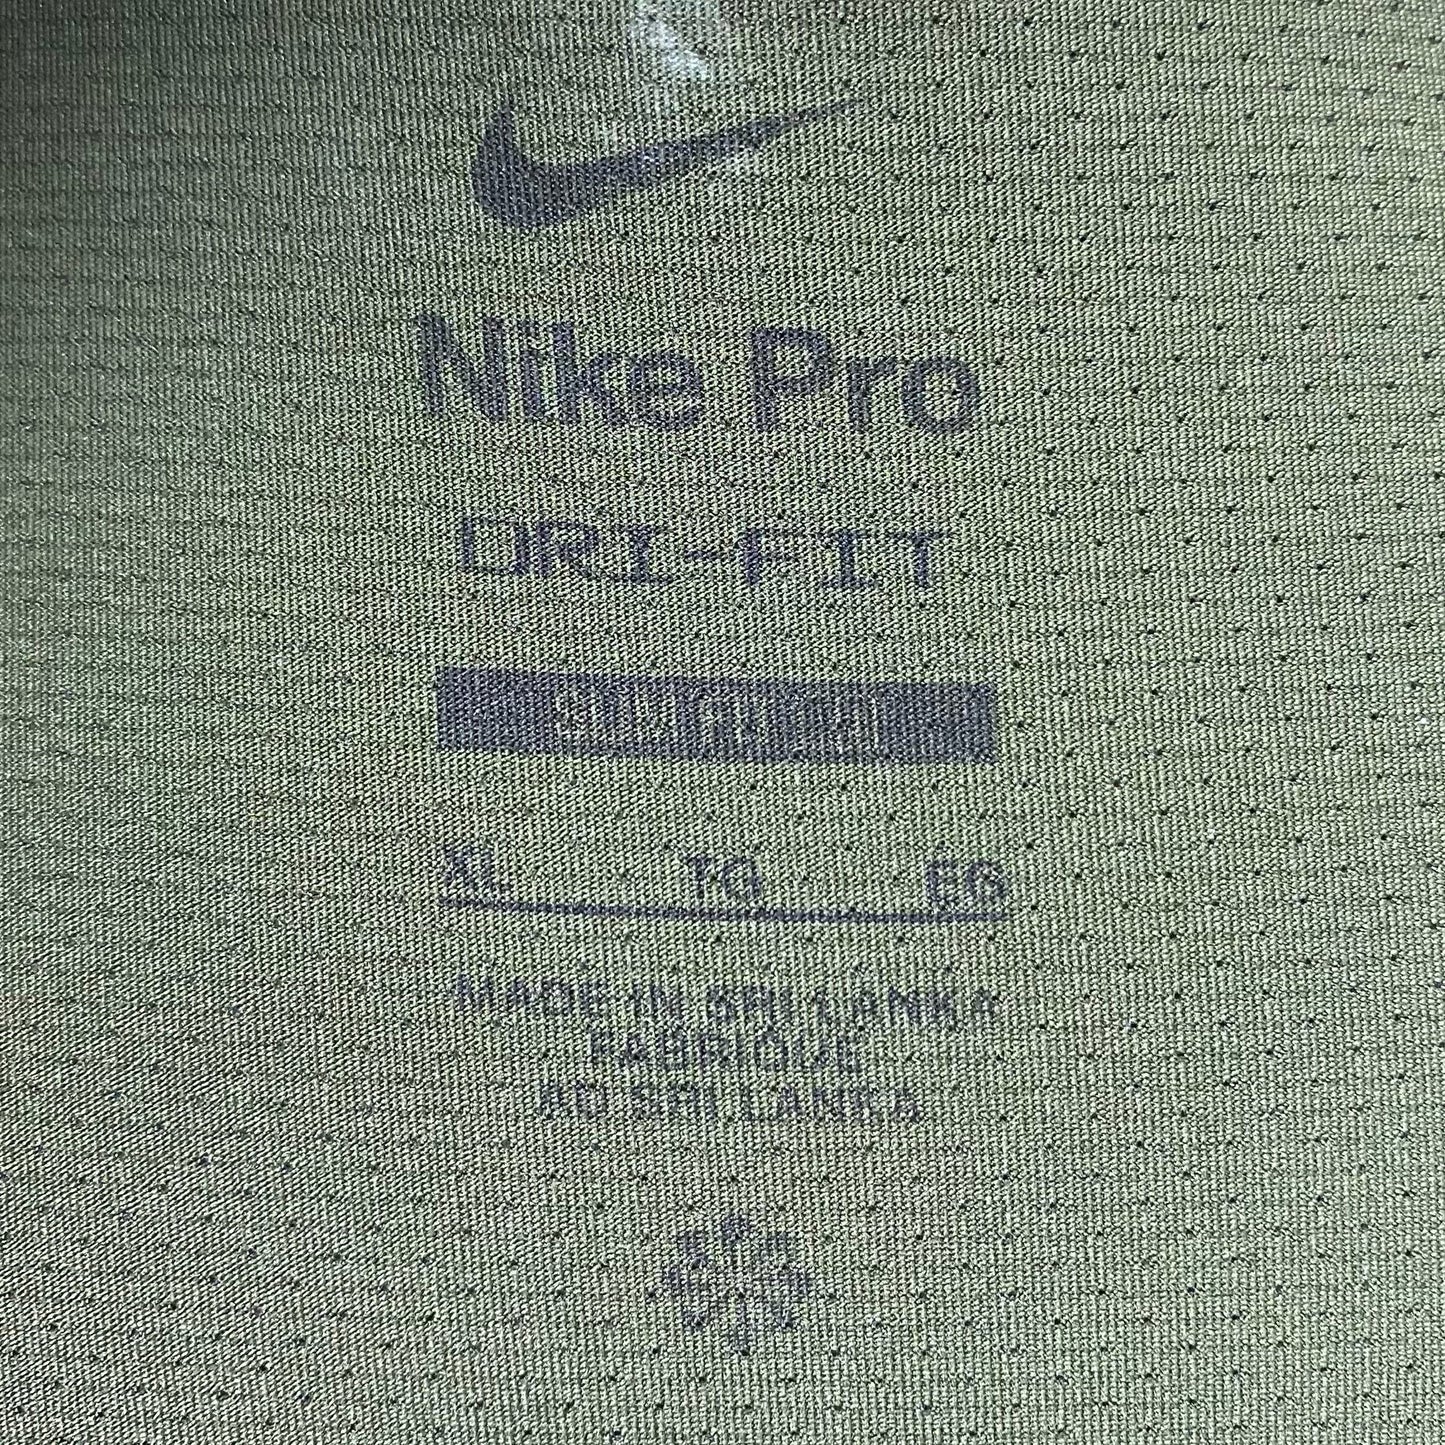 Nike Pro
DRI-FIT
XL TG EG
MADE IN SRI LANKA
FABRIQUÉ
AU SRI LANKA